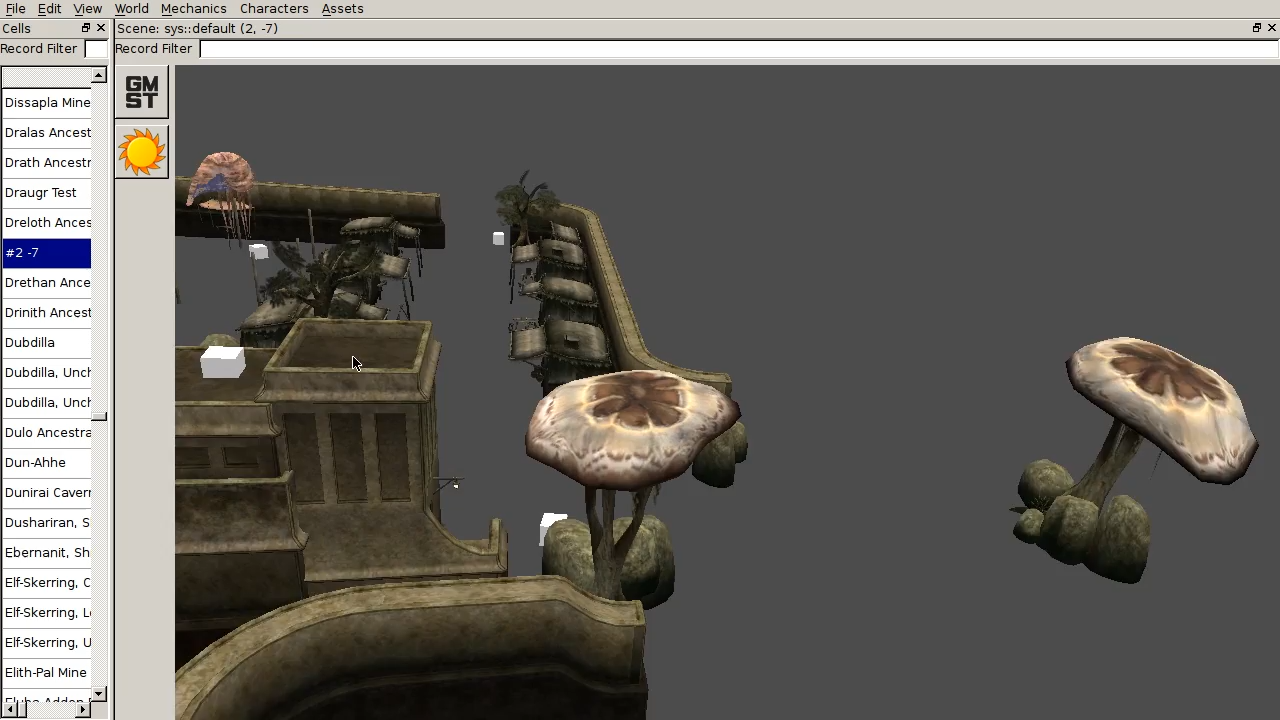 File Edit View World Mechanics Characters Assets
Cells
Scene: sys::default (2, -7)
Record Filter
Record Filter
GM
ST
Dissapla Mine
Dralas Ancest
Drath Ancestr
Draugr Test
Dreloth Ances
#2 -7
Drethan Ance
Drinith Ancest
Dubdilla
Dubdilla, Unch
Dubdilla, Unch
Dulo Ancestra
Dun-Ahhe
Dunirai Caverr
Dushariran, S
Ebernanit, Sh
Elf-Skerring, C
Elf-Skerring, Lo
Elf-Skerring, U
Elith-Pal Mine